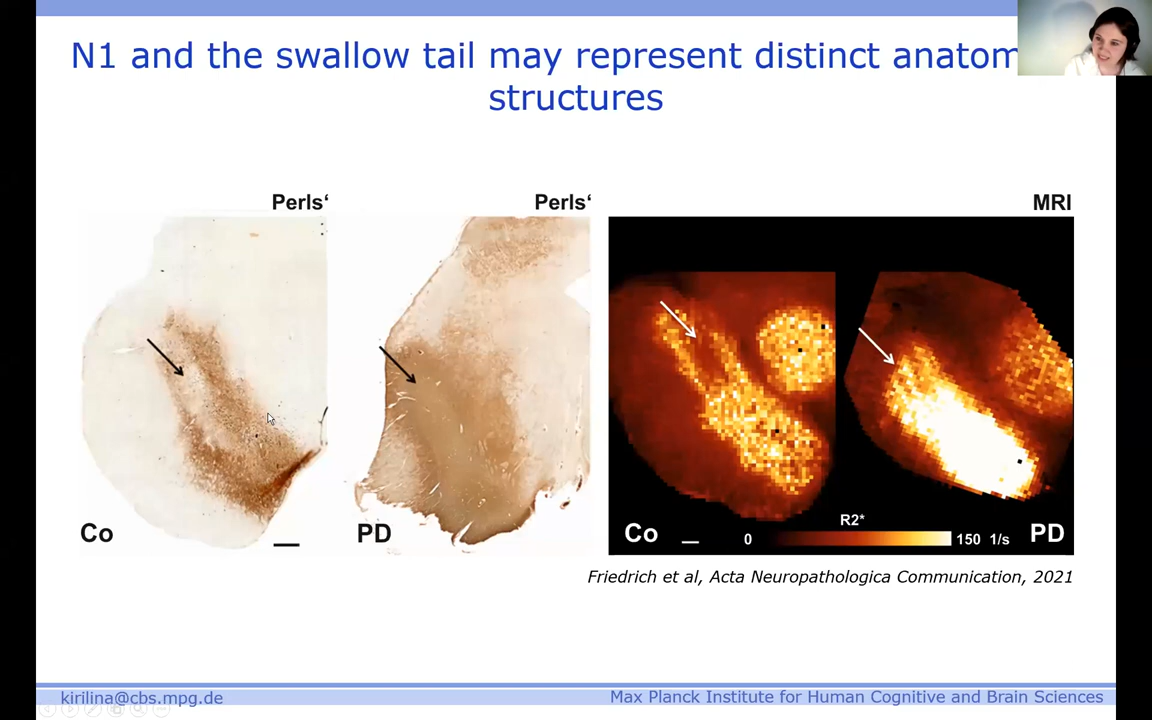 N1 and the swallow tail may represent distinct anatom
structures
Perls‘
Perls‘
MRI
Co
PD
Co
R2*
0
150 1/s
PD
Friedrich et al, Acta Neuropathologica Communication, 2021
kirilina@cbs.mpg.de
Max Planck Institute for Human Cognitive and Brain Sciences